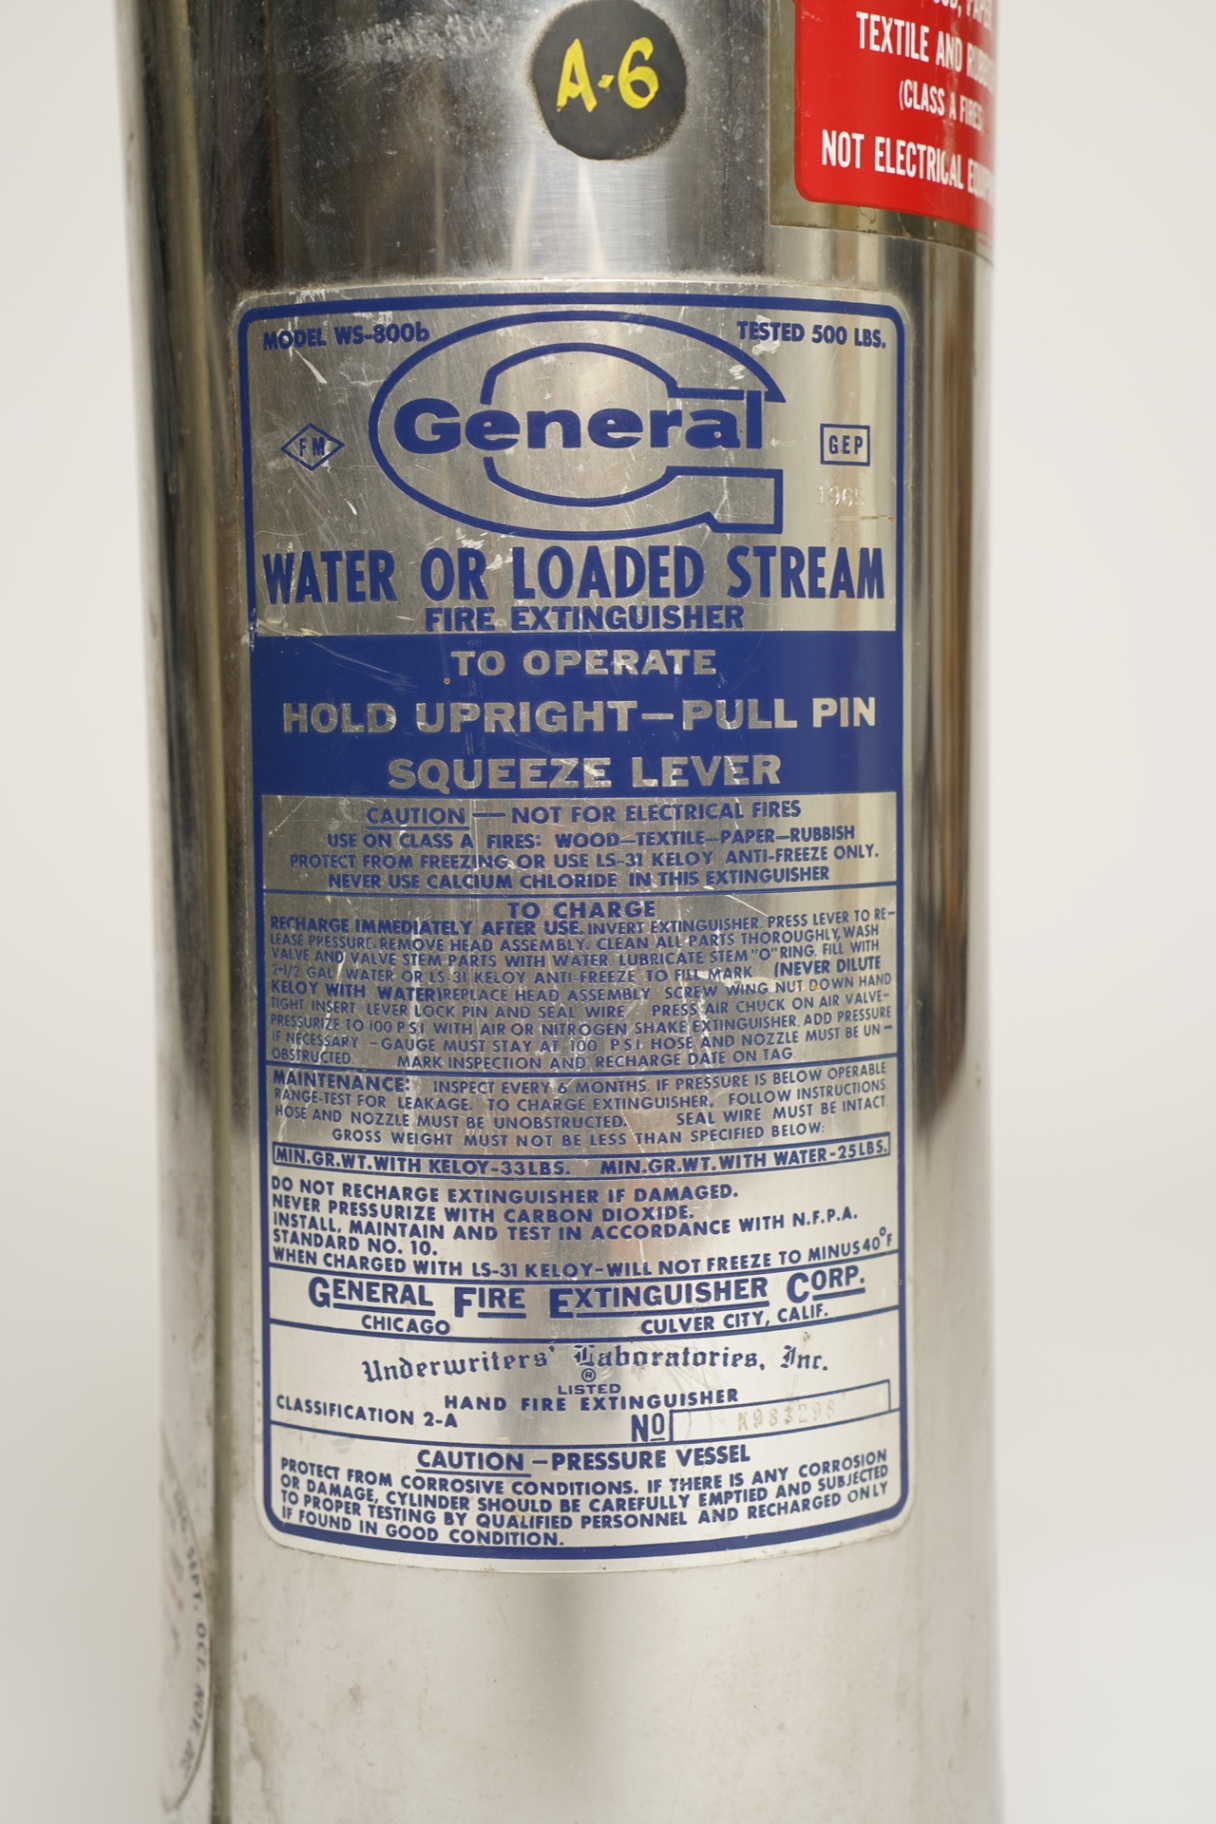 A-6
TEXTILE AND
(CLASS A FIRES)
NOT ELECTRICAL
MODEL WS-800b
TESTED 500 LBS.
General
FM
GEP
1965
WATER OR LOADED STREAM
FIRE EXTINGUISHER
TO OPERATE
HOLD UPRIGHT—PULL PIN
SQUEEZE LEVER
CAUTION — NOT FOR ELECTRICAL FIRES
USE ON CLASS A FIRES: WOOD—TEXTILE—PAPER—RUBBISH
PROTECT FROM FREEZING OR USE LS-31 KELOY ANTI-FREEZE ONLY.
NEVER USE CALCIUM CHLORIDE IN THIS EXTINGUISHER
TO CHARGE
RECHARGE IMMEDIATELY AFTER USE. INVERT EXTINGUISHER. PRESS LEVER TO RE-
LEASE PRESSURE. REMOVE HEAD ASSEMBLY. CLEAN ALL PARTS THOROUGHLY, WASH
VALVE AND VALVE STEM PARTS WITH WATER. LUBRICATE STEM "O" RING. FILL WITH
2-1/2 GAL. WATER OR LS-31 KELOY ANTI-FREEZE TO FILL MARK (NEVER DILUTE
KELOY WITH WATER) REPLACE HEAD ASSEMBLY SCREW WING NUT DOWN HAND
TIGHT INSERT LEVER LOCK PIN AND SEAL WIRE PRESS AIR CHUCK ON AIR VALVE-
PRESSURIZE TO 100 P.S.I. WITH AIR OR NITROGEN SHAKE EXTINGUISHER. ADD PRESSURE
IF NECESSARY - GAUGE MUST STAY AT 100 P.S.I. HOSE AND NOZZLE MUST BE UN-
OBSTRUCTED. MARK INSPECTION AND RECHARGE DATE ON TAG.
MAINTENANCE: INSPECT EVERY 6 MONTHS. IF PRESSURE IS BELOW OPERABLE
RANGE-TEST FOR LEAKAGE. TO CHARGE EXTINGUISHER, FOLLOW INSTRUCTIONS.
HOSE AND NOZZLE MUST BE UNOBSTRUCTED. SEAL WIRE MUST BE INTACT.
GROSS WEIGHT MUST NOT BE LESS THAN SPECIFIED BELOW:
MIN.GR.WT.WITH KELOY-33LBS. MIN.GR.WT.WITH WATER-25LBS.
DO NOT RECHARGE EXTINGUISHER IF DAMAGED.
NEVER PRESSURIZE WITH CARBON DIOXIDE.
INSTALL, MAINTAIN AND TEST IN ACCORDANCE WITH N.F.P.A.
STANDARD NO. 10.
WHEN CHARGED WITH LS-31 KELOY-WILL NOT FREEZE TO MINUS 40°F
GENERAL FIRE EXTINGUISHER CORP.
CHICAGO CULVER CITY, CALIF.
Underwriters' Laboratories, Inc.
®
LISTED
HAND FIRE EXTINGUISHER
CLASSIFICATION 2-A No
CAUTION - PRESSURE VESSEL
PROTECT FROM CORROSIVE CONDITIONS. IF THERE IS ANY CORROSION
OR DAMAGE, CYLINDER SHOULD BE CAREFULLY EMPTIED AND SUBJECTED
TO PROPER TESTING BY QUALIFIED PERSONNEL AND RECHARGED ONLY
IF FOUND IN GOOD CONDITION.
SEPT. OCT. NOV.